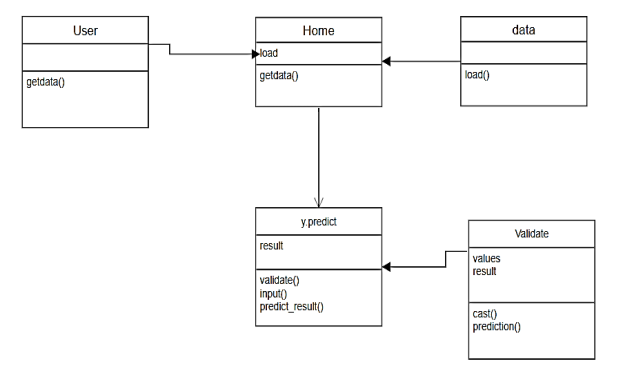 User
getdata()
Home
load
getdata()
data
load()
y.predict
result
validate()
input()
predict_result()
Validate
values
result
cast()
prediction()